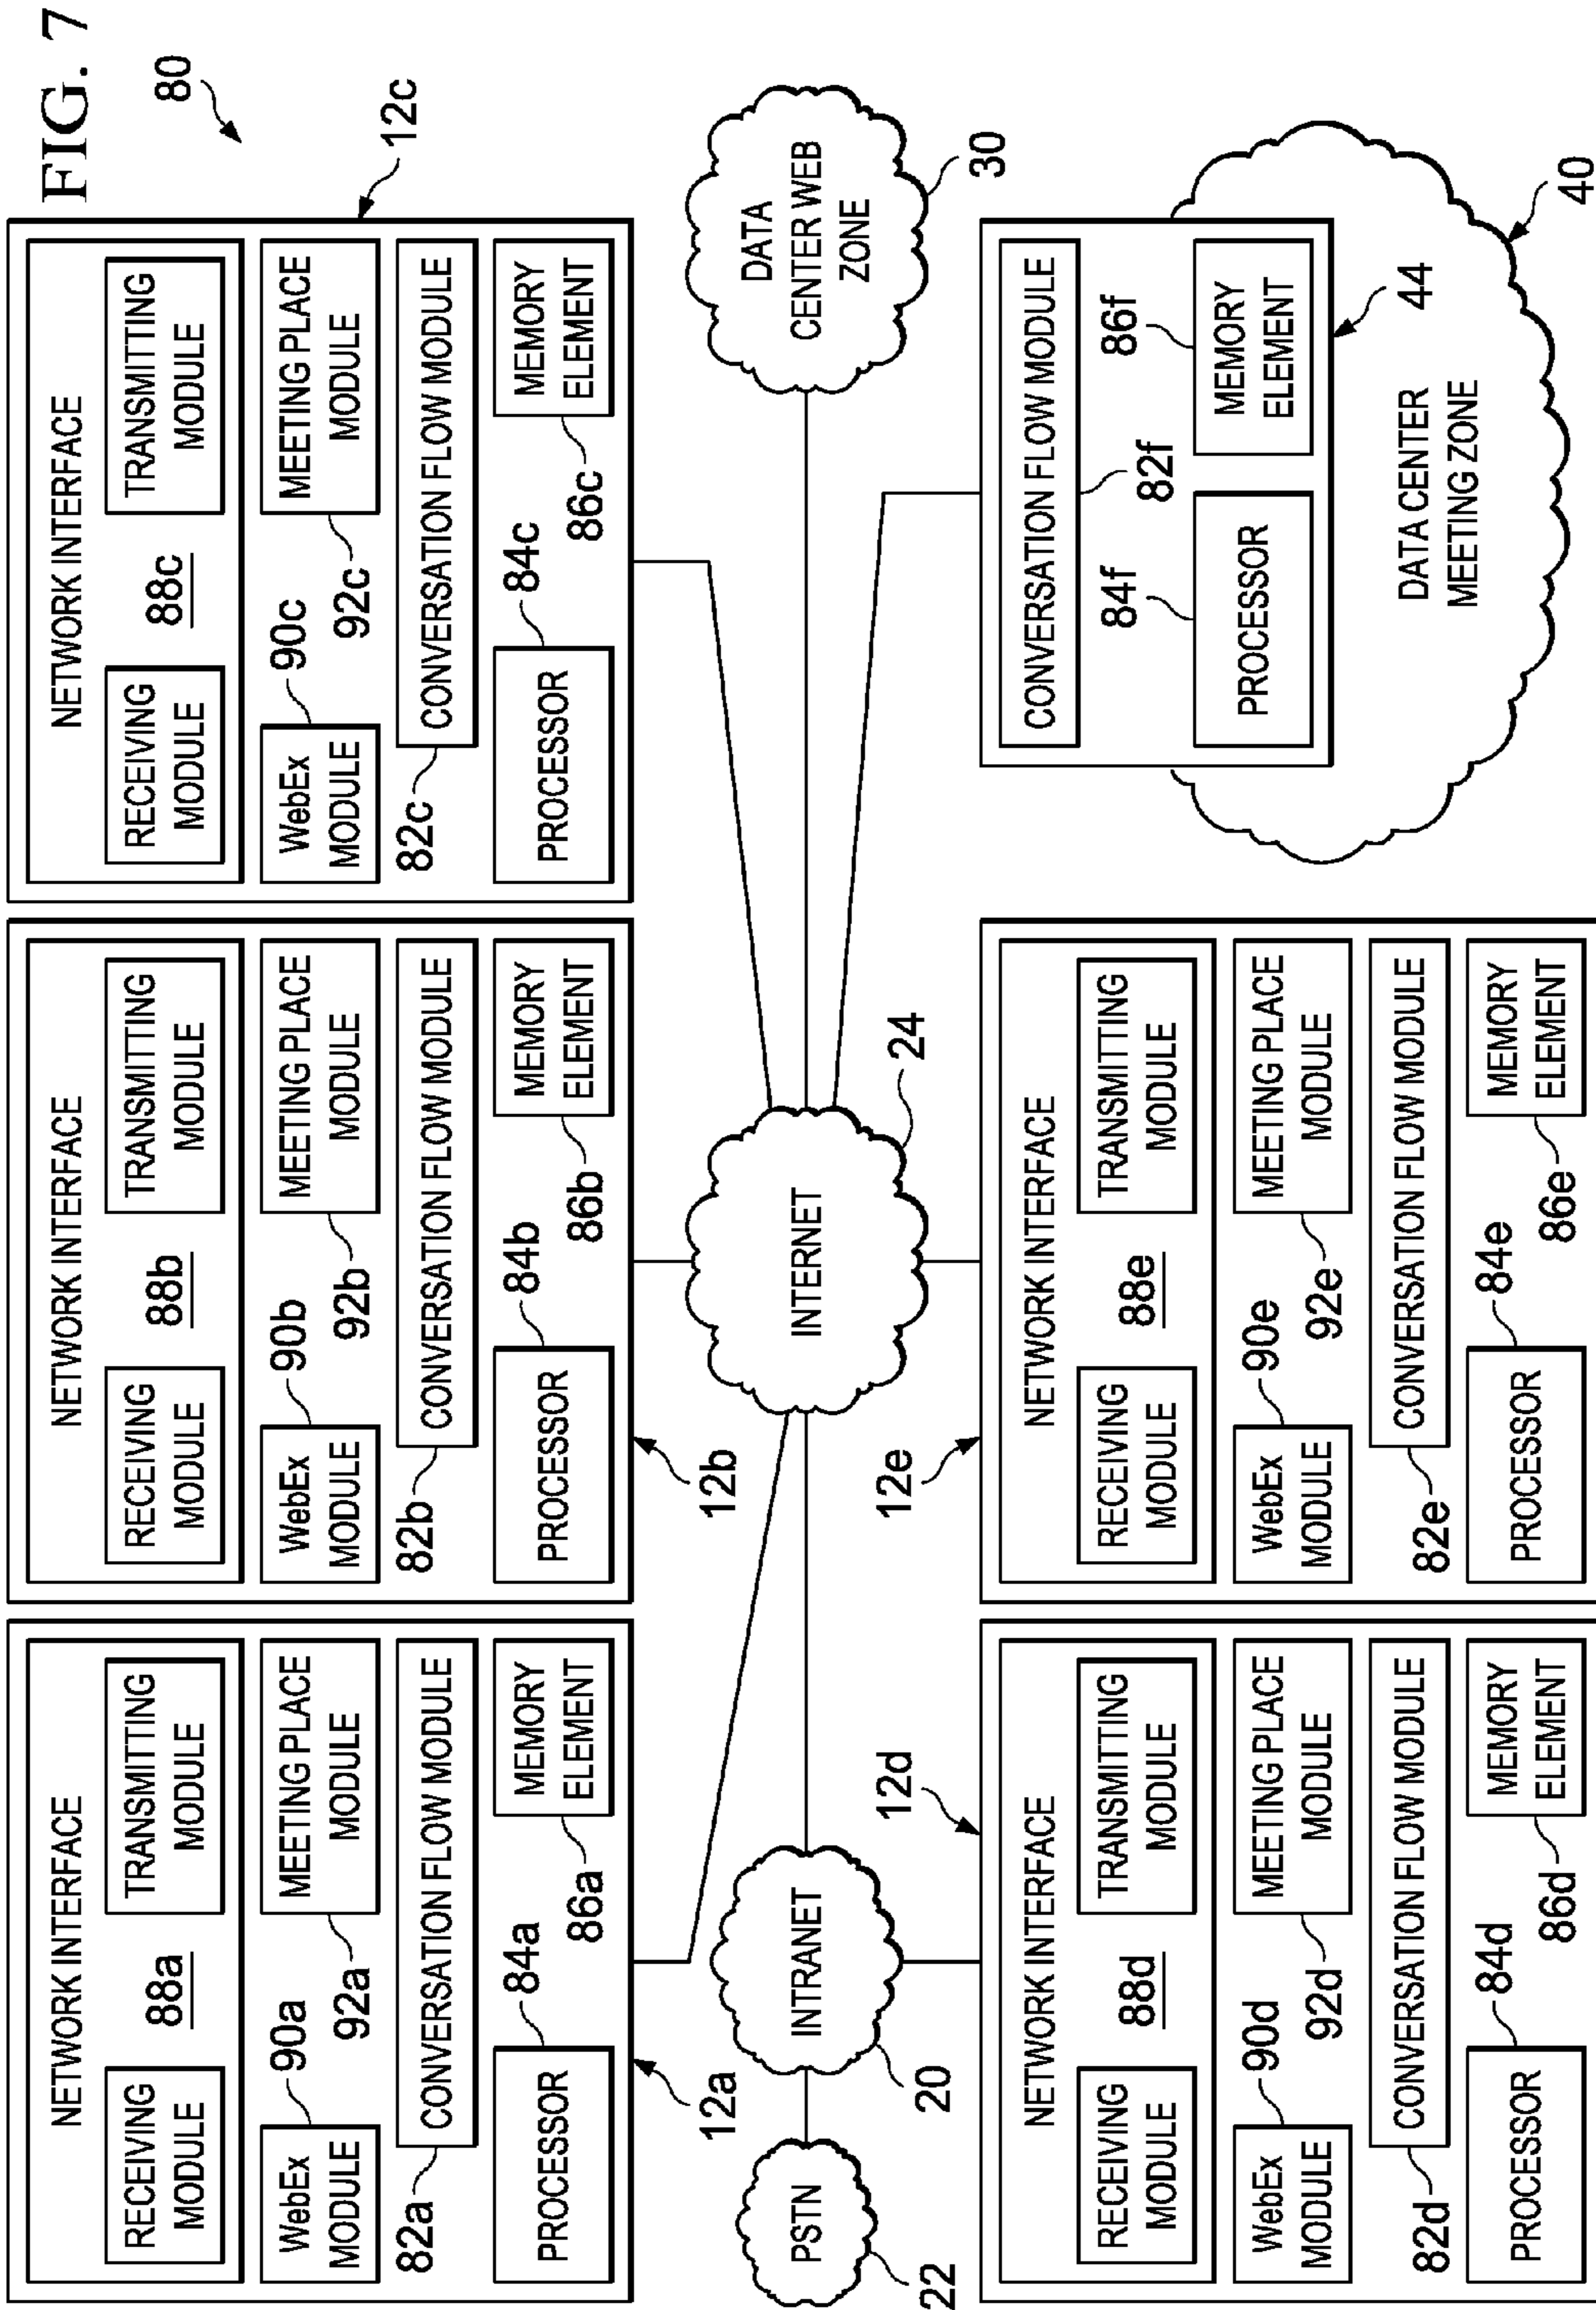 FIG. 7
80
NETWORK INTERFACE
RECEIVING
MODULE
88a
TRANSMITTING
MODULE
WebEx
MODULE
90a
MEETING PLACE
MODULE
92a
CONVERSATION FLOW MODULE
82a
PROCESSOR
84a
MEMORY
ELEMENT
86a
12a
NETWORK INTERFACE
RECEIVING
MODULE
88b
TRANSMITTING
MODULE
WebEx
MODULE
90b
MEETING PLACE
MODULE
92b
CONVERSATION FLOW MODULE
82b
PROCESSOR
84b
MEMORY
ELEMENT
86b
12b
NETWORK INTERFACE
RECEIVING
MODULE
88c
TRANSMITTING
MODULE
WebEx
MODULE
90c
MEETING PLACE
MODULE
92c
CONVERSATION FLOW MODULE
82c
PROCESSOR
84c
MEMORY
ELEMENT
86c
12c
PSTN
22
INTRANET
20
INTERNET
24
DATA
CENTER WEB
ZONE
30
12d
NETWORK INTERFACE
RECEIVING
MODULE
88d
TRANSMITTING
MODULE
WebEx
MODULE
90d
MEETING PLACE
MODULE
92d
CONVERSATION FLOW MODULE
82d
PROCESSOR
84d
MEMORY
ELEMENT
86d
12e
NETWORK INTERFACE
RECEIVING
MODULE
88e
TRANSMITTING
MODULE
WebEx
MODULE
90e
MEETING PLACE
MODULE
92e
CONVERSATION FLOW MODULE
82e
PROCESSOR
84e
MEMORY
ELEMENT
86e
CONVERSATION FLOW MODULE
82f
84f
86f
PROCESSOR
MEMORY
ELEMENT
44
DATA CENTER
MEETING ZONE
40